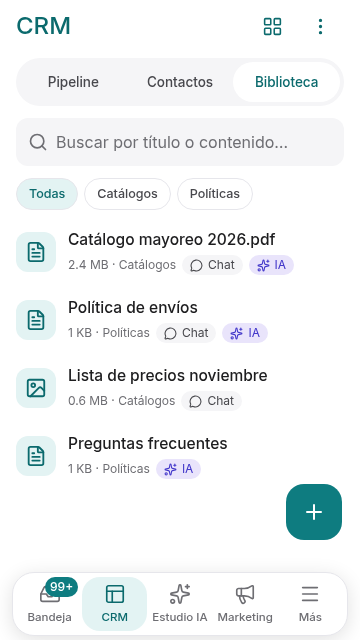 CRM
Pipeline Contactos Biblioteca
Buscar por título o contenido...
Todas Catálogos Políticas
Catálogo mayoreo 2026.pdf
2.4 MB · Catálogos Chat IA
Política de envíos
1 KB · Políticas Chat IA
Lista de precios noviembre
0.6 MB · Catálogos Chat
Preguntas frecuentes
1 KB · Políticas IA
99+
Bandeja CRM Estudio IA Marketing Más